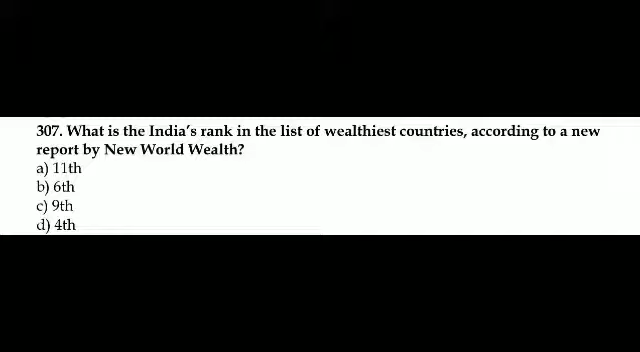 307. What is the India's rank in the list of wealthiest countries, according to a new
report by New World Wealth?
a) 11th
b) 6th
c) 9th
d) 4th